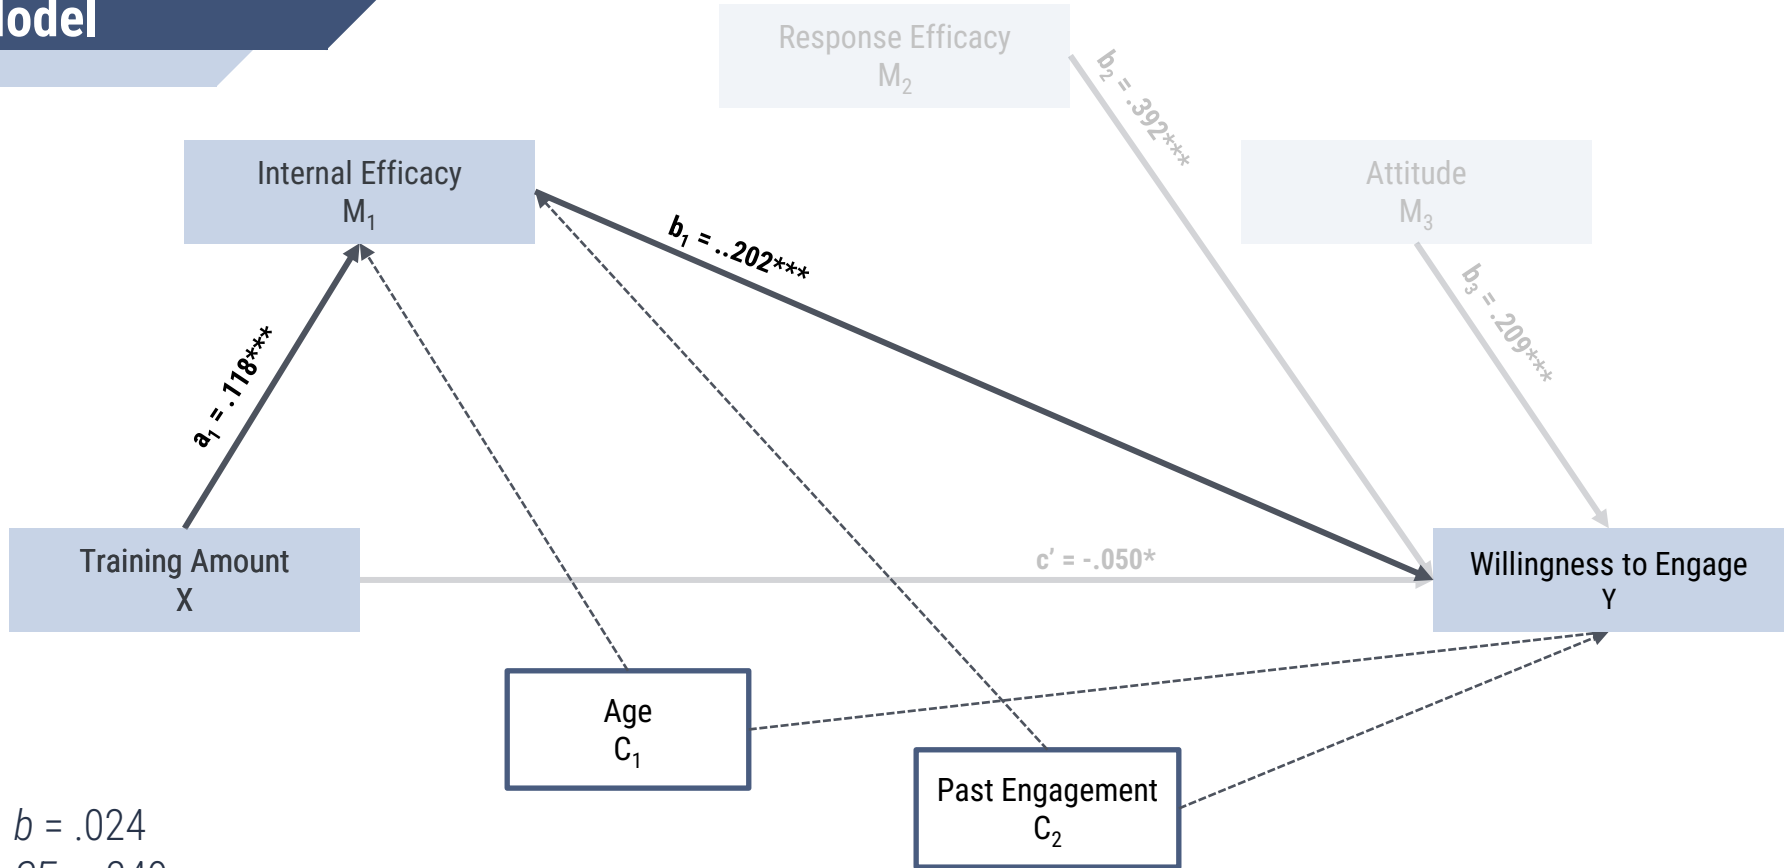 Response Efficacy
M₂
b₂ = .392***
Internal Efficacy
M₁
Attitude
M₃
b₁ = ..202***
b₃ = .209***
a₁ = .118***
Training Amount
X
c' = -.050*
Willingness to Engage
Y
Age
C₁
Past Engagement
C₂
b = .024